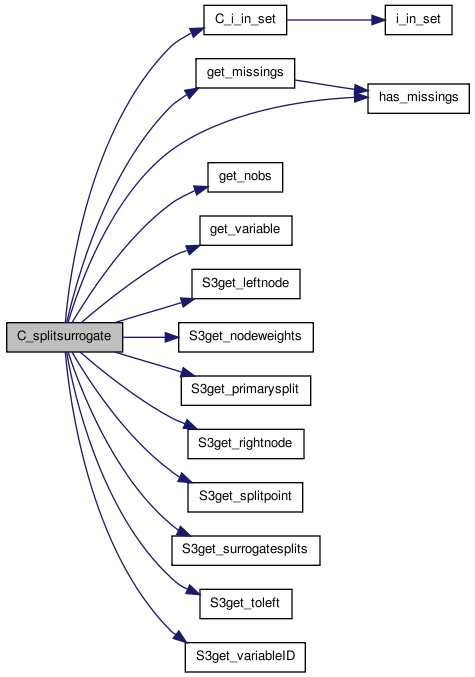 C_i_in_set
i_in_set
get_missings
has_missings
get_nobs
get_variable
S3get_leftnode
C_splitsurrogate
S3get_nodeweights
S3get_primarysplit
S3get_rightnode
S3get_splitpoint
S3get_surrogatesplits
S3get_toleft
S3get_variableID